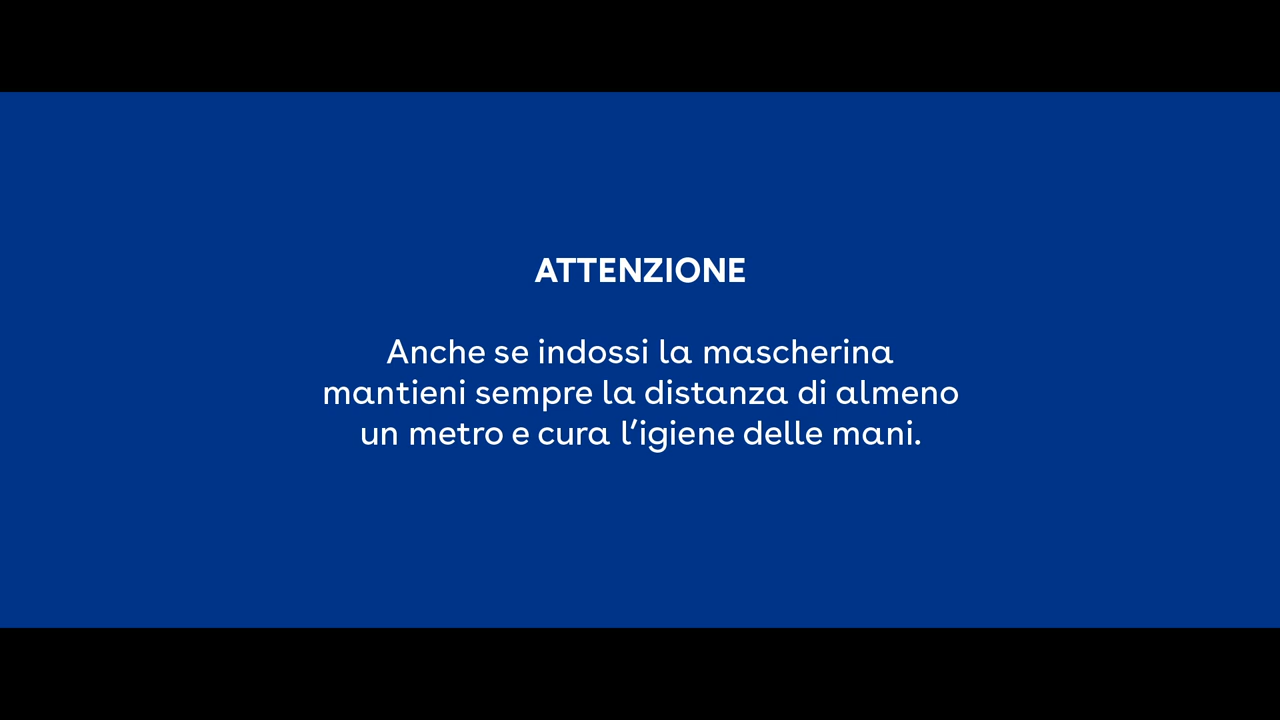 ATTENZIONE
Anche se indossi la mascherina
mantieni sempre la distanza di almeno
un metro e cura l’igiene delle mani.